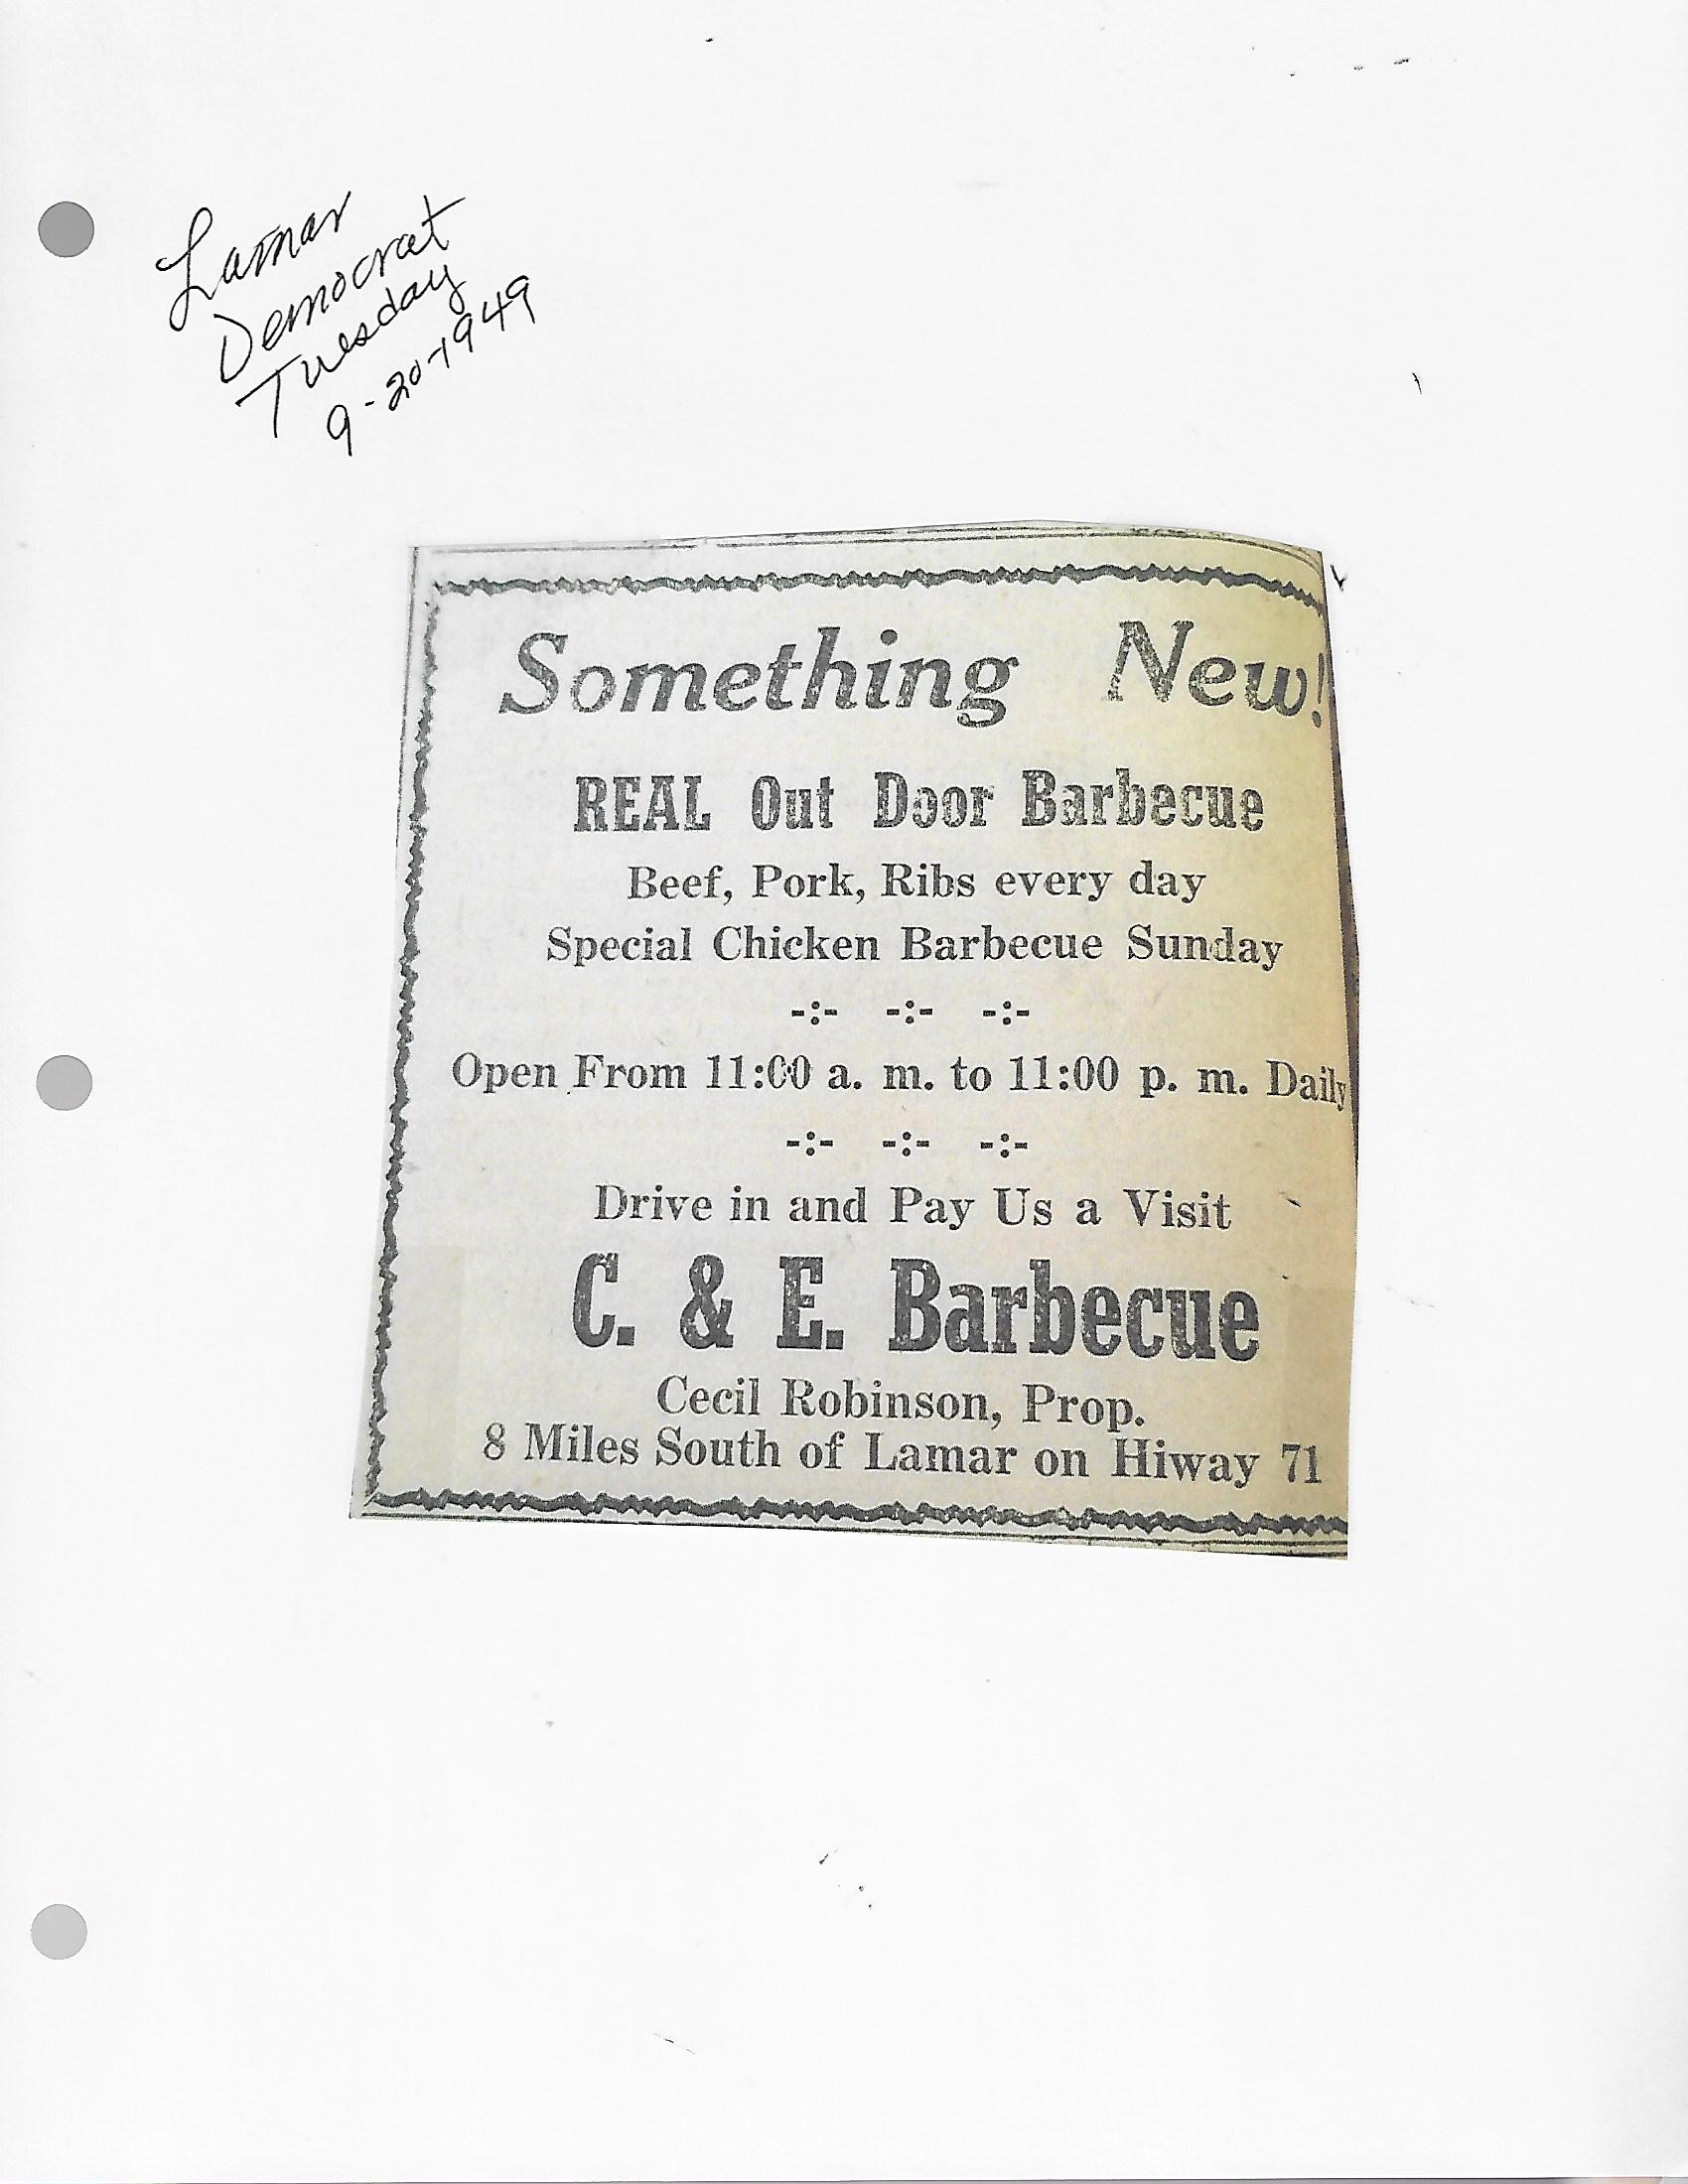 Lamar
Democrat
Tuesday
9-20-1949
Something New!
REAL Out Door Barbecue
Beef, Pork, Ribs every day
Special Chicken Barbecue Sunday
-:- -:- -:-
Open From 11:00 a. m. to 11:00 p. m. Daily
-:- -:- -:-
Drive in and Pay Us a Visit
C. & E. Barbecue
Cecil Robinson, Prop.
8 Miles South of Lamar on Hiway 71